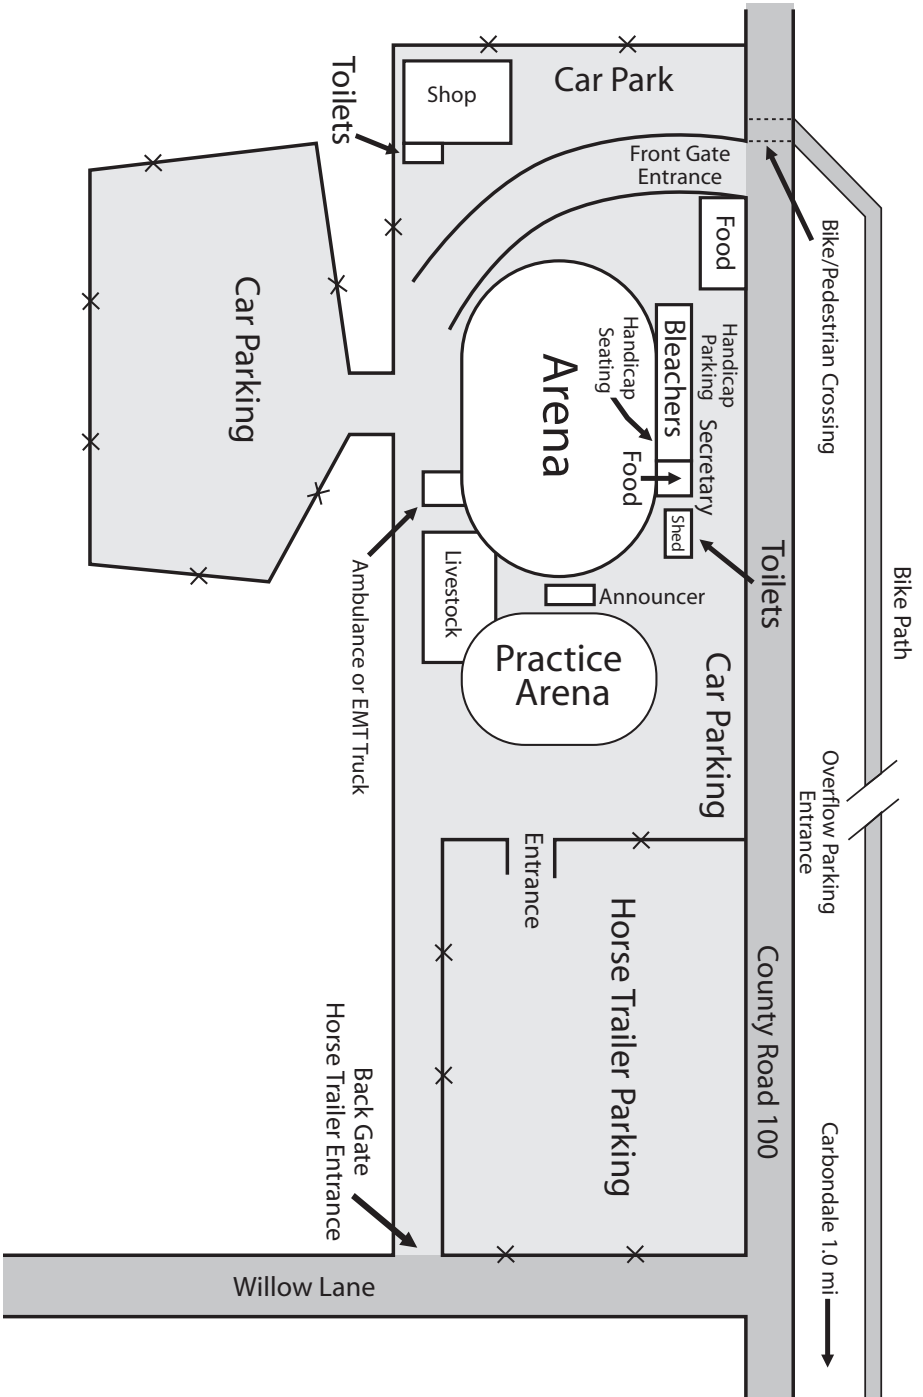 Car Park
Shop
Toilets
Front Gate
Entrance
Food
Bike/Pedestrian Crossing
Car Parking
Handicap
Parking
Bleachers
Handicap
Seating
Arena
Secretary
Food
Shed
Toilets
Bike Path
Livestock
Announcer
Ambulance or EMT Truck
Practice
Arena
Car Parking
Overflow Parking
Entrance
Entrance
Horse Trailer Parking
County Road 100
Back Gate
Horse Trailer Entrance
Carbondale 1.0 mi
Willow Lane